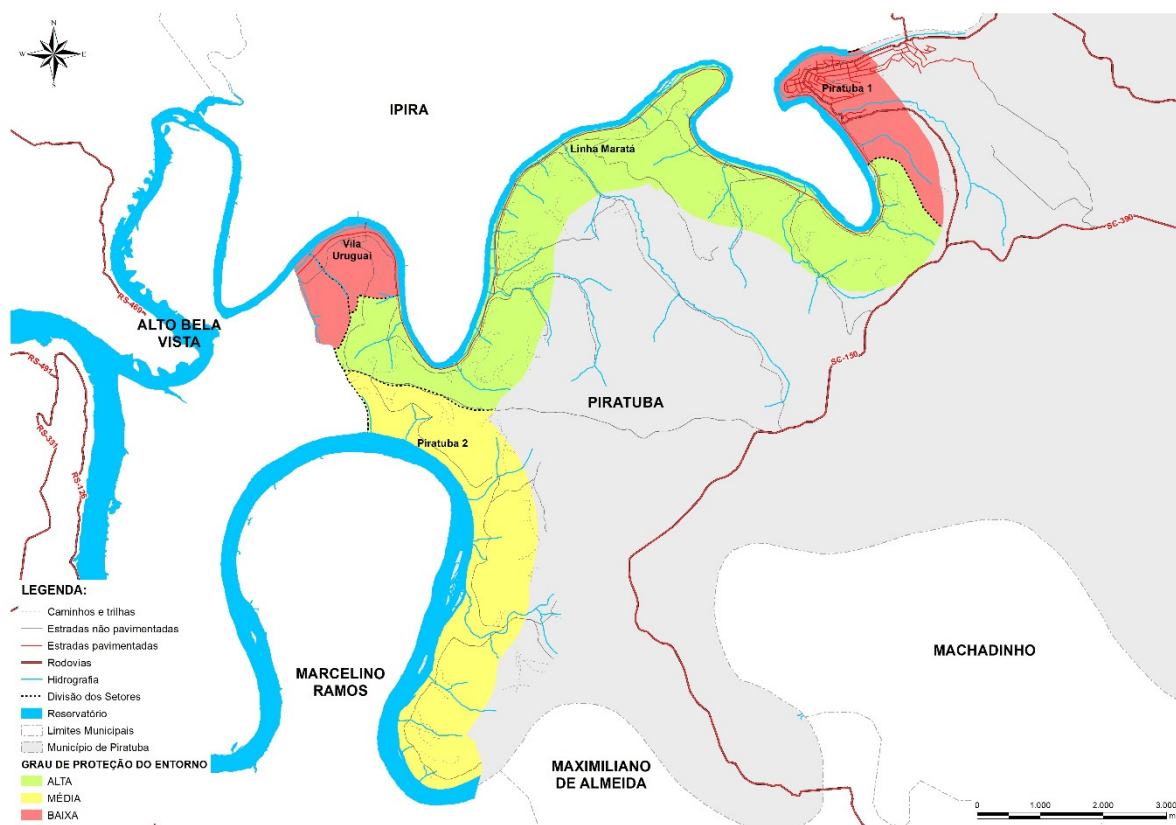 N
W
E
S
IPIRA
Piratuba 1
Linha Maratá
Vila
Uruguai
SC-390
RS-469
ALTO BELA
VISTA
RS-491
SC-150
PIRATUBA
RS-331
Piratuba 2
RS-126
LEGENDA:
Caminhos e trilhas
Estradas não pavimentadas
Estradas pavimentadas
Rodovias
Hidrografia
Divisão dos Setores
Reservatório
Limites Municipais
Município de Piratuba
GRAU DE PROTEÇÃO DO ENTORNO
ALTA
MÉDIA
BAIXA
MARCELINO
RAMOS
MACHADINHO
MAXIMILIANO
DE ALMEIDA
0 1.000 2.000 3.000
m